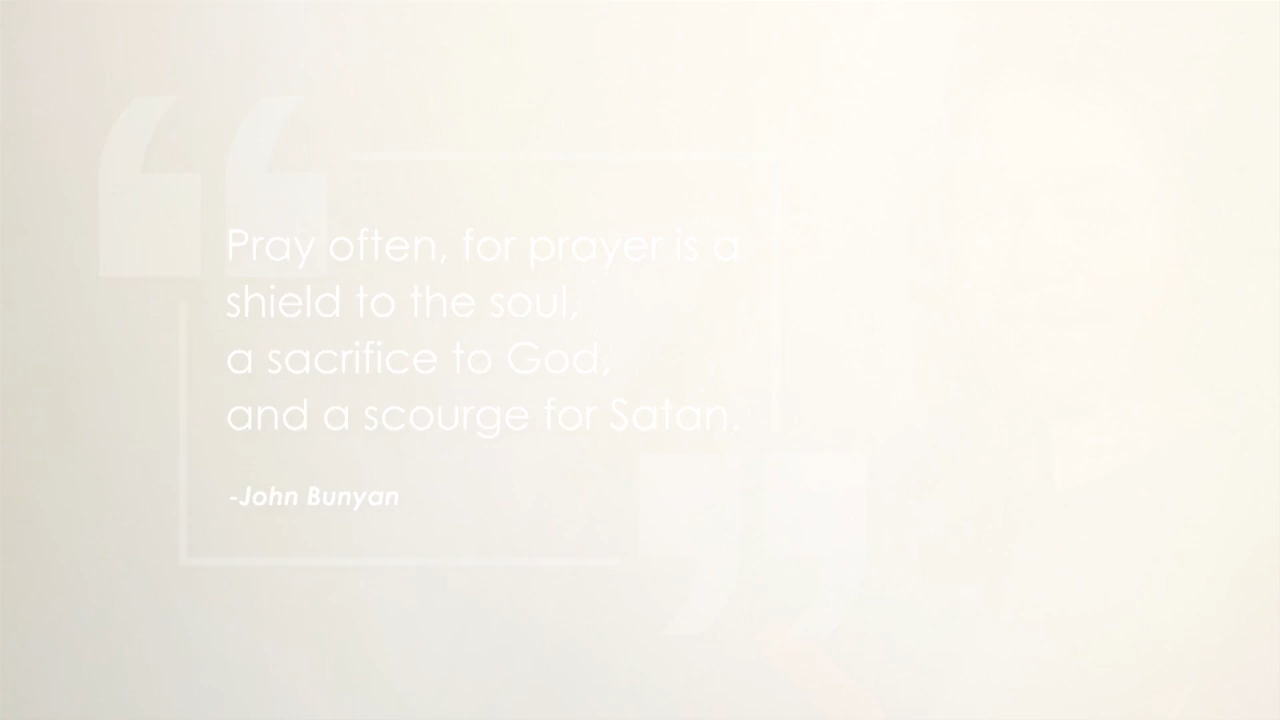 Pray often, for prayer is a
shield to the soul,
a sacrifice to God,
and a scourge for Satan.
-John Bunyan